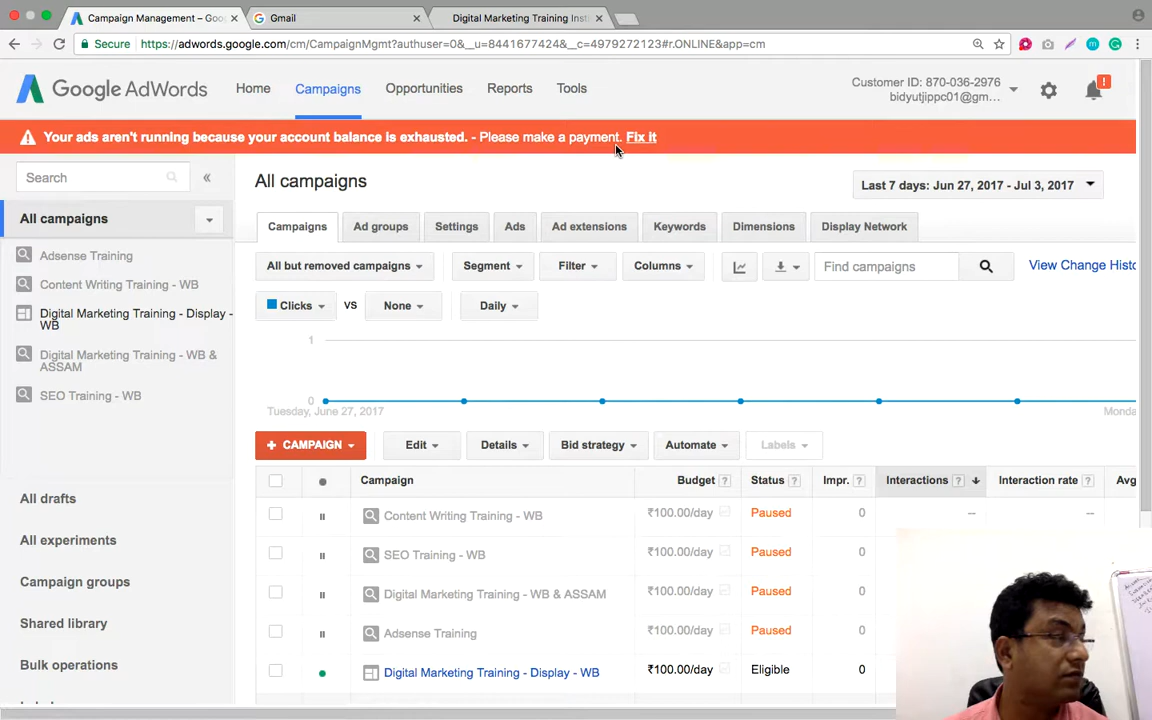 Campaign Management – Goo
Gmail
Digital Marketing Training Inst
Secure
https://adwords.google.com/cm/CampaignMgmt?authuser=0&__u=8441677424&__c=4979272123#r.ONLINE&app=cm
Google AdWords
Home
Campaigns
Opportunities
Reports
Tools
Customer ID: 870-036-2976
bidyutjippc01@gm...
!
Your ads aren't running because your account balance is exhausted. - Please make a payment. Fix it
Search
«
All campaigns
Last 7 days: Jun 27, 2017 - Jul 3, 2017
All campaigns
Adsense Training
Content Writing Training - WB
Digital Marketing Training - Display -
WB
Digital Marketing Training - WB &
ASSAM
SEO Training - WB
All drafts
All experiments
Campaign groups
Shared library
Bulk operations
Campaigns
Ad groups
Settings
Ads
Ad extensions
Keywords
Dimensions
Display Network
All but removed campaigns
Segment
Filter
Columns
Find campaigns
View Change Histo
Clicks
VS
None
Daily
1
0
Tuesday, June 27, 2017
Monda
+ CAMPAIGN
Edit
Details
Bid strategy
Automate
Labels
Campaign
Budget ?
Status ?
Impr. ?
Interactions ?
Interaction rate ?
Avg
Content Writing Training - WB
₹100.00/day
Paused
0
--
--
SEO Training - WB
₹100.00/day
Paused
0
Digital Marketing Training - WB & ASSAM
₹100.00/day
Paused
0
Adsense Training
₹100.00/day
Paused
0
Digital Marketing Training - Display - WB
₹100.00/day
Eligible
0